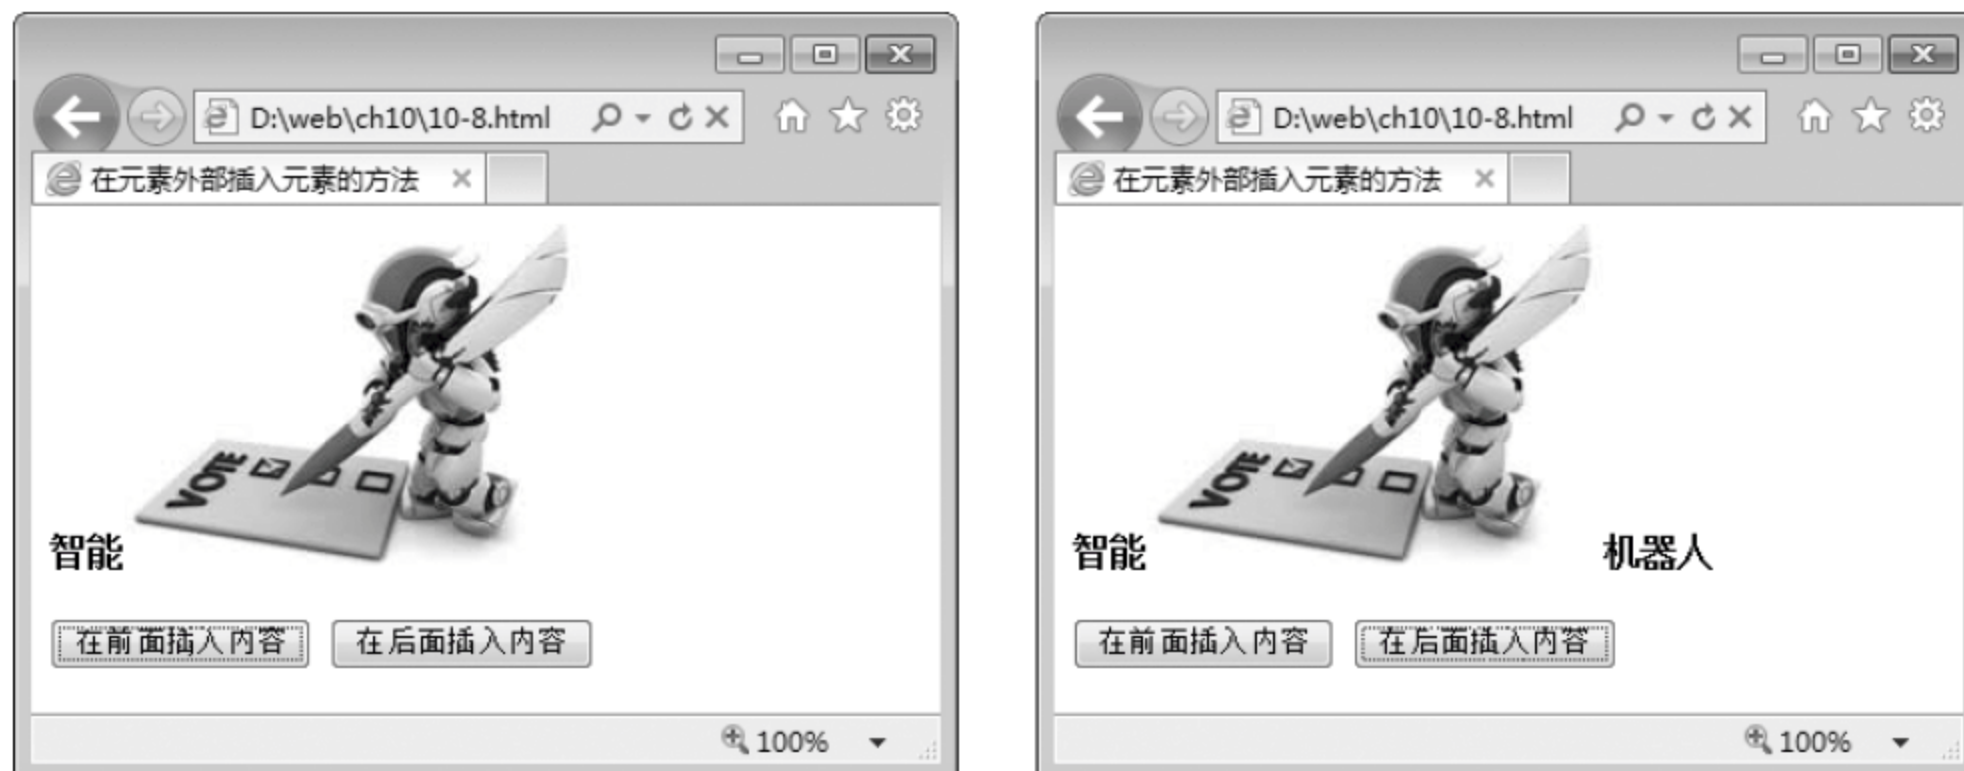 D:\web\ch10\10-8.html
在元素外部插入元素的方法
VOTE
智能
在前面插入内容 在后面插入内容
100%
D:\web\ch10\10-8.html
在元素外部插入元素的方法
VOTE
智能 机器人
在前面插入内容 在后面插入内容
100%